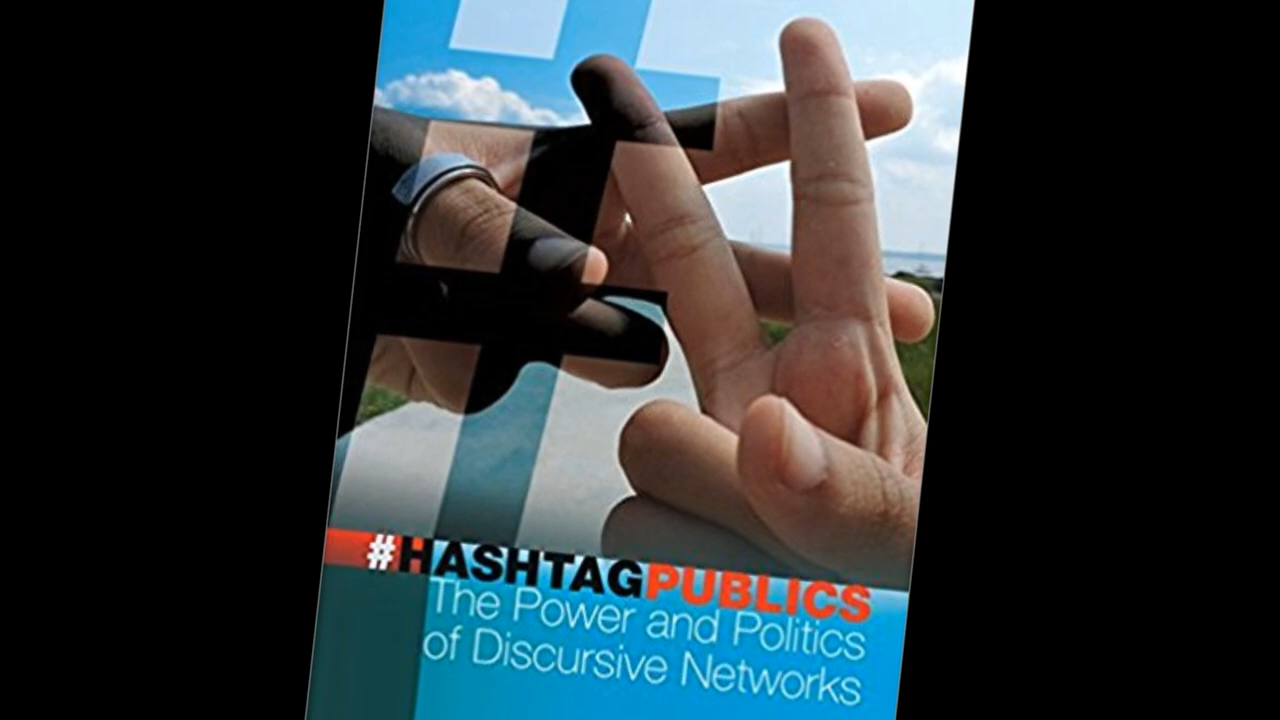 #HASHTAGPUBLICS
The Power and Politics
of Discursive Networks